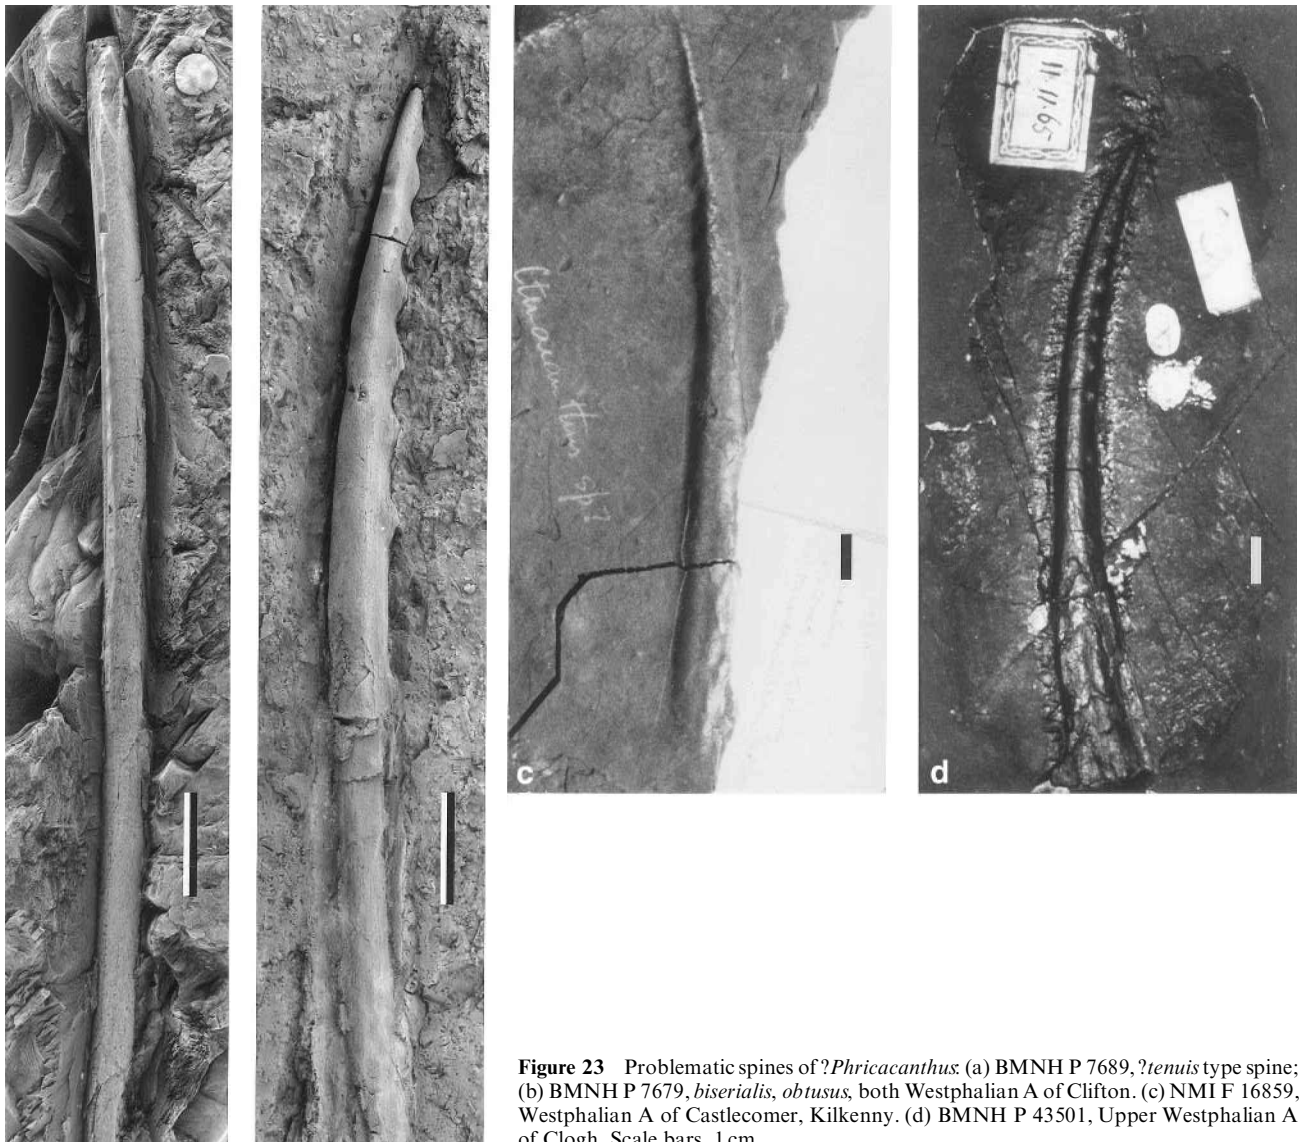 11.11.65
sp?
c
d
Figure 23 Problematic spines of ?Phricacanthus: (a) BMNH P 7689, ?tenuis type spine;
(b) BMNH P 7679, biserialis, obtusus, both Westphalian A of Clifton. (c) NMI F 16859,
Westphalian A of Castlecomer, Kilkenny. (d) BMNH P 43501, Upper Westphalian A
of Clogh. Scale bars, 1 cm.